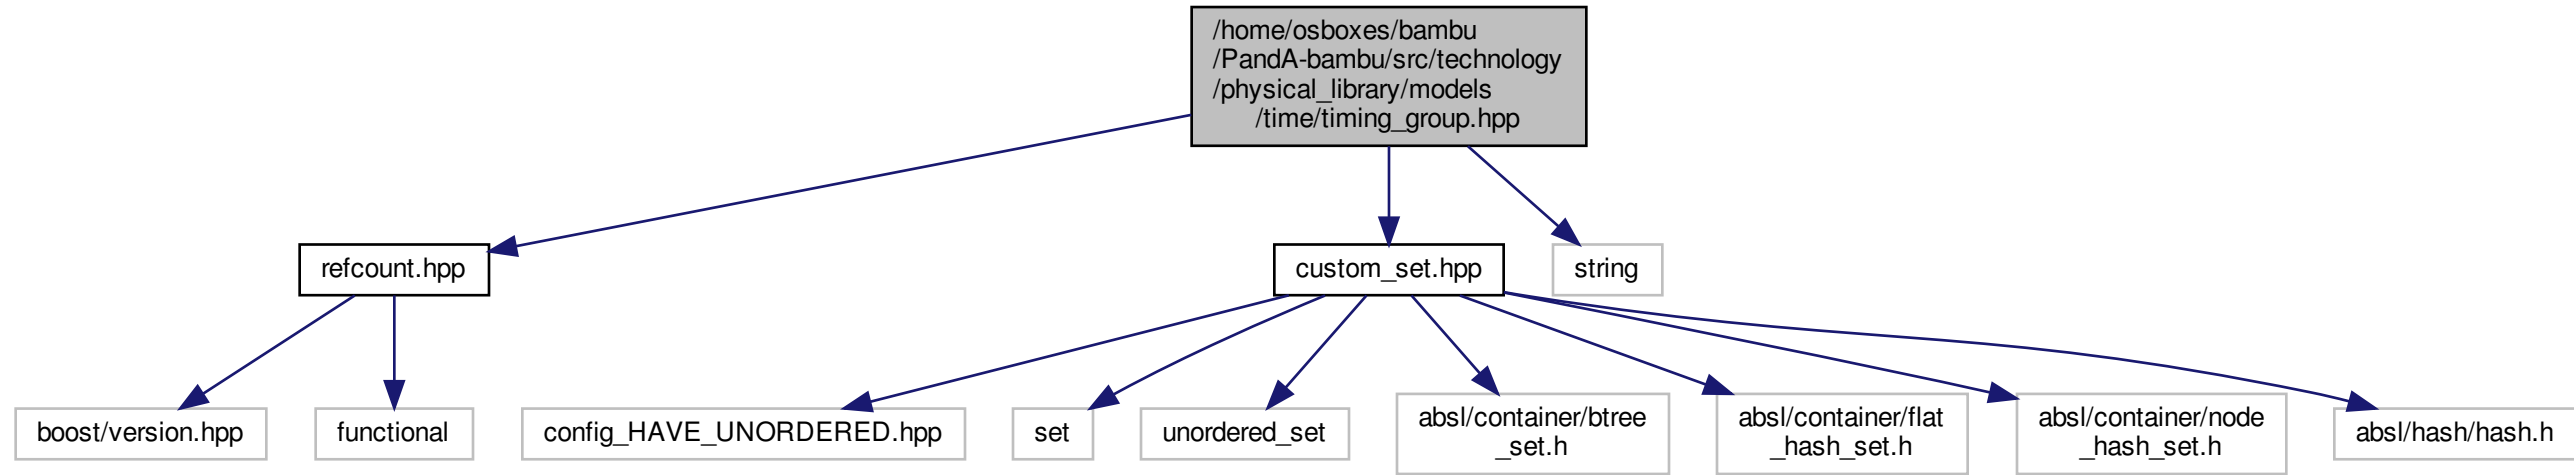 /home/osboxes/bambu
/PandA-bambu/src/technology
/physical_library/models
/time/timing_group.hpp
refcount.hpp
custom_set.hpp
string
boost/version.hpp
functional
config_HAVE_UNORDERED.hpp
set
unordered_set
absl/container/btree
_set.h
absl/container/flat
_hash_set.h
absl/container/node
_hash_set.h
absl/hash/hash.h